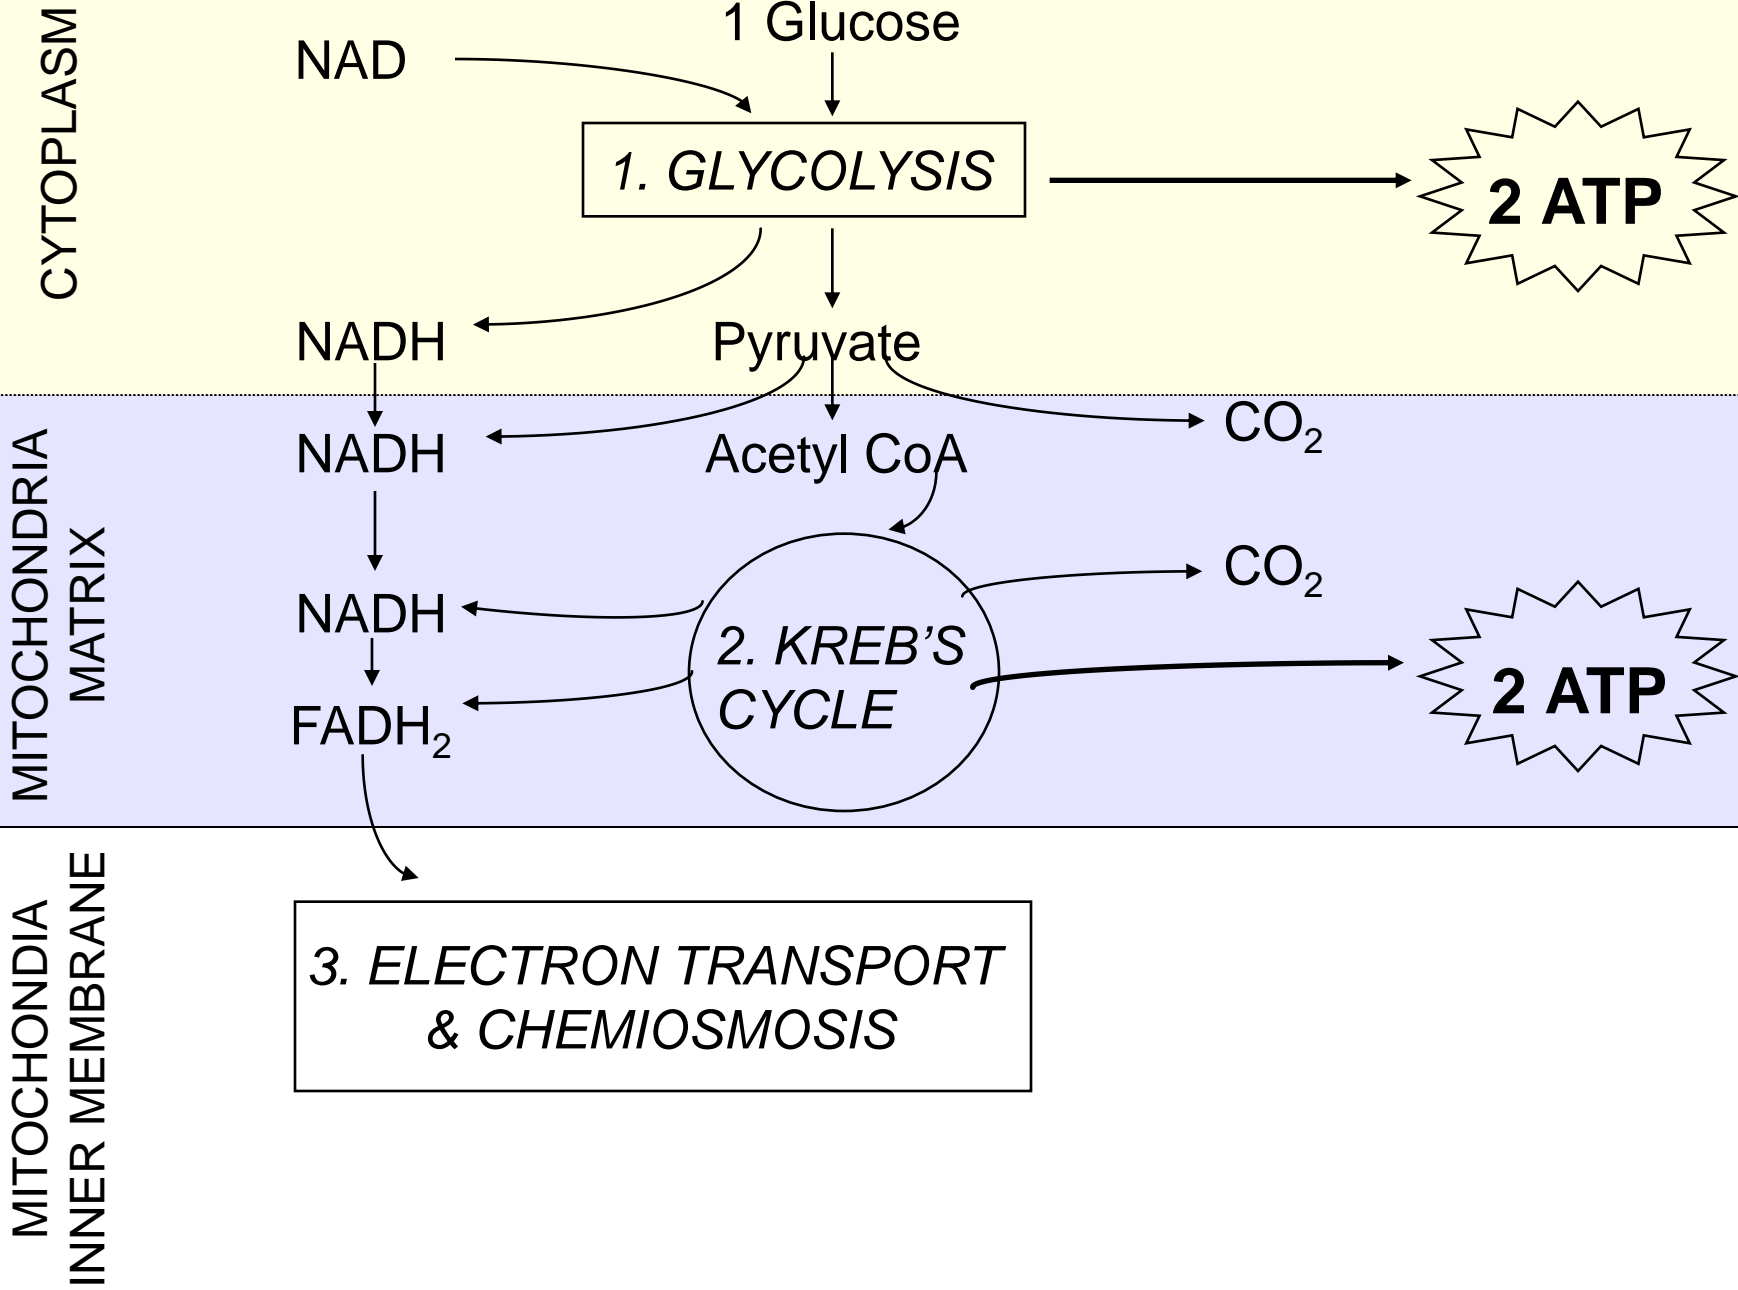 CYTOPLASM
1 Glucose
NAD
1. GLYCOLYSIS
2 ATP
NADH
Pyruvate
MITOCHONDRIA
MATRIX
CO₂
NADH
Acetyl CoA
CO₂
NADH
2. KREB’S
CYCLE
2 ATP
FADH₂
MITOCHONDIA
INNER MEMBRANE
3. ELECTRON TRANSPORT
& CHEMIOSMOSIS